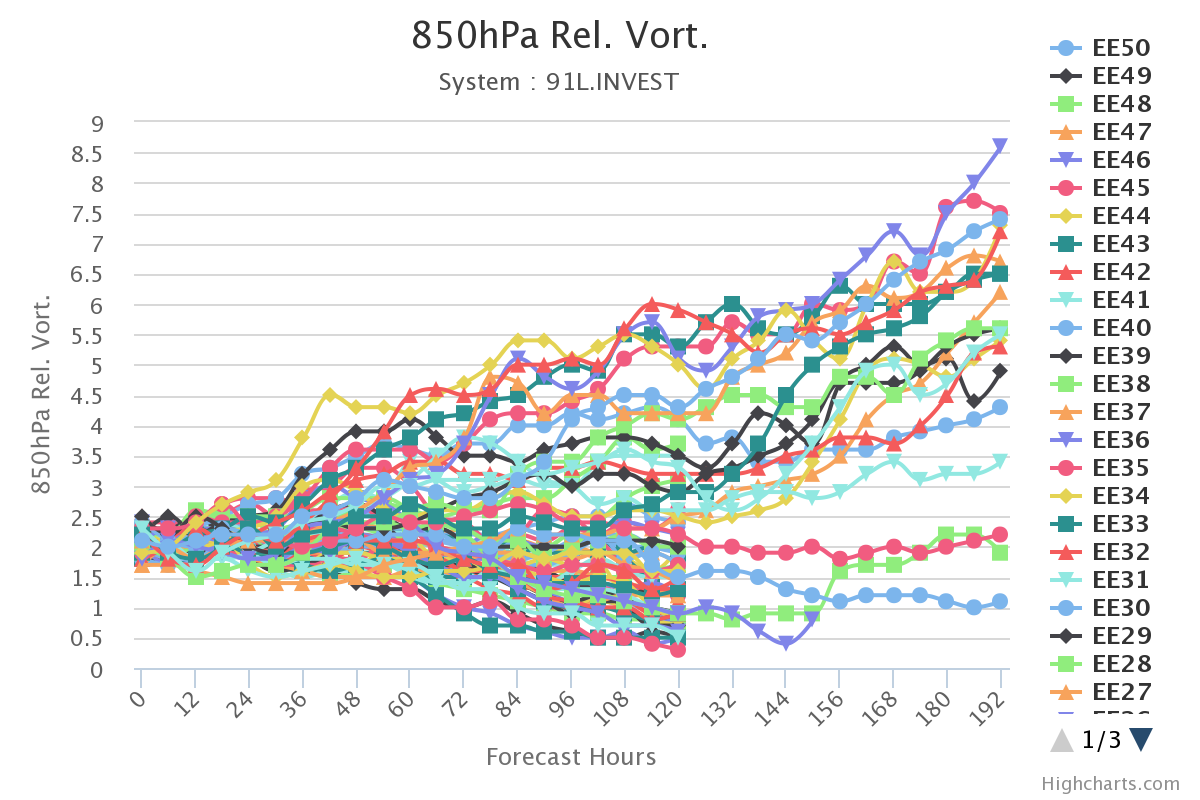 850hPa Rel. Vort.
System : 91L.INVEST
850hPa Rel. Vort.
9
8.5
8
7.5
7
6.5
6
5.5
5
4.5
4
3.5
3
2.5
2
1.5
1
0.5
0
0
12
24
36
48
60
72
84
96
108
120
132
144
156
168
180
192
Forecast Hours
EE50
EE49
EE48
EE47
EE46
EE45
EE44
EE43
EE42
EE41
EE40
EE39
EE38
EE37
EE36
EE35
EE34
EE33
EE32
EE31
EE30
EE29
EE28
EE27
1/3
Highcharts.com